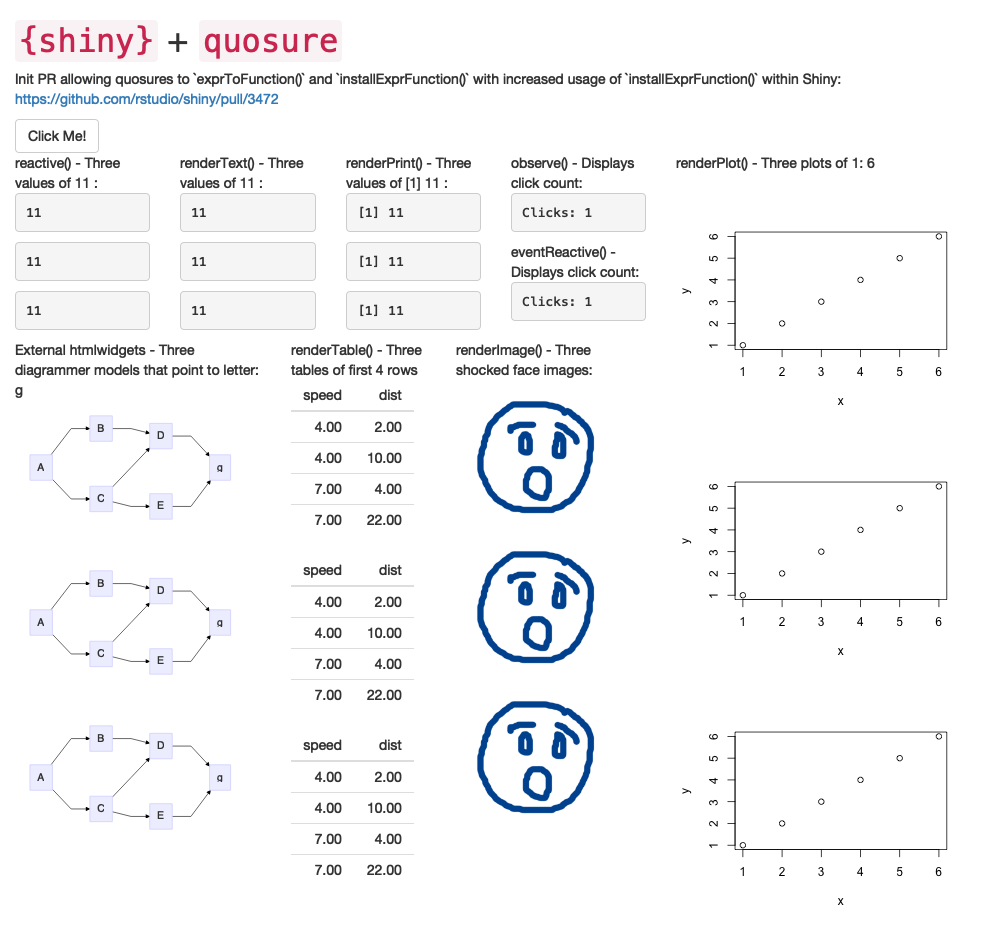 {shiny} + quosure
Init PR allowing quosures to `exprToFunction()` and `installExprFunction()` with increased usage of `installExprFunction()` within Shiny:
https://github.com/rstudio/shiny/pull/3472
Click Me!
reactive() - Three
values of 11 :
11
11
11
renderText() - Three
values of 11 :
11
11
11
renderPrint() - Three
values of [1] 11 :
[1] 11
[1] 11
[1] 11
observe() - Displays
click count:
Clicks: 1
eventReactive() -
Displays click count:
Clicks: 1
renderPlot() - Three plots of 1: 6
6
5
4
3
2
1
y
1 2 3 4 5 6
x
6
5
4
3
2
1
y
1 2 3 4 5 6
x
6
5
4
3
2
1
y
1 2 3 4 5 6
x
External htmlwidgets - Three
diagrammer models that point to letter:
g
A
B
C
D
E
g
A
B
C
D
E
g
A
B
C
D
E
g
renderTable() - Three
tables of first 4 rows
speed dist
4.00 2.00
4.00 10.00
7.00 4.00
7.00 22.00
speed dist
4.00 2.00
4.00 10.00
7.00 4.00
7.00 22.00
speed dist
4.00 2.00
4.00 10.00
7.00 4.00
7.00 22.00
renderImage() - Three
shocked face images: